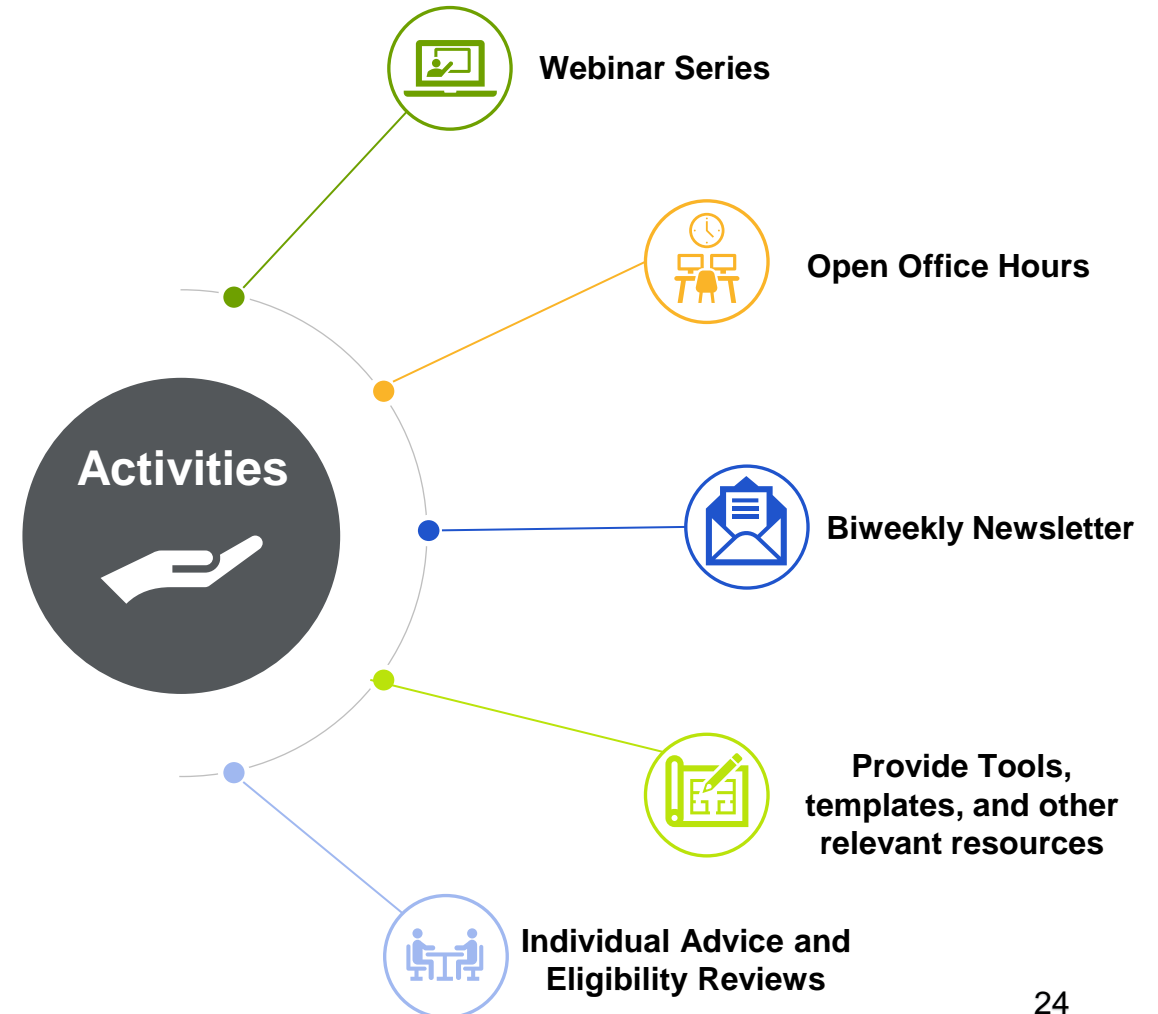 Webinar Series
Open Office Hours
Activities
Biweekly Newsletter
Provide Tools,
templates, and other
relevant resources
Individual Advice and
Eligibility Reviews
24